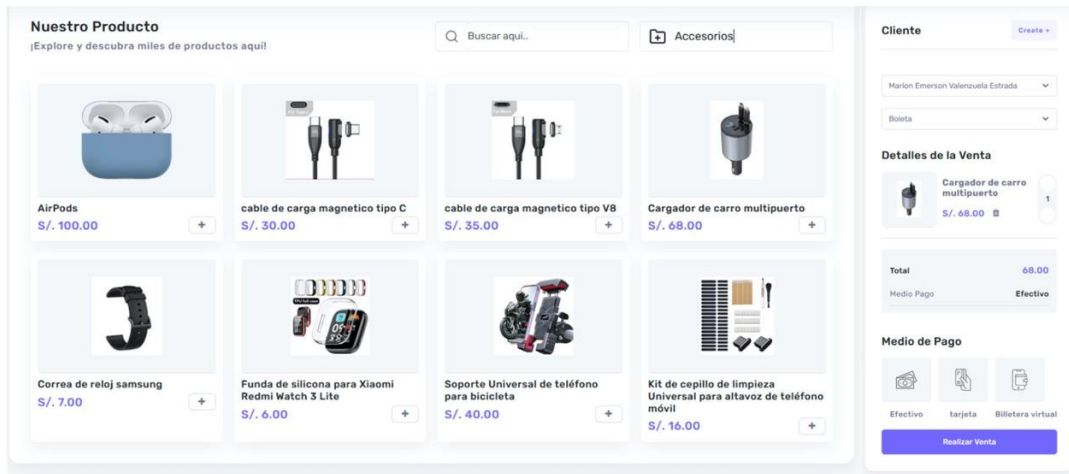 Nuestro Producto
¡Explore y descubra miles de productos aquí!
Buscar aqui..
Accesorios
AirPods
S/. 100.00
+
cable de carga magnetico tipo C
S/. 30.00
+
cable de carga magnetico tipo V8
S/. 35.00
+
Cargador de carro multipuerto
S/. 68.00
+
Correa de reloj samsung
S/. 7.00
+
Funda de silicona para Xiaomi
Redmi Watch 3 Lite
S/. 6.00
+
Soporte Universal de teléfono
para bicicleta
S/. 40.00
+
Kit de cepillo de limpieza
Universal para altavoz de teléfono
móvil
S/. 16.00
+
Cliente
Create +
Marlon Emerson Valenzuela Estrada
Boleta
Detalles de la Venta
Cargador de carro
multipuerto
S/. 68.00
1
Total 68.00
Medio Pago Efectivo
Medio de Pago
Efectivo tarjeta Billetera virtual
Realizar Venta